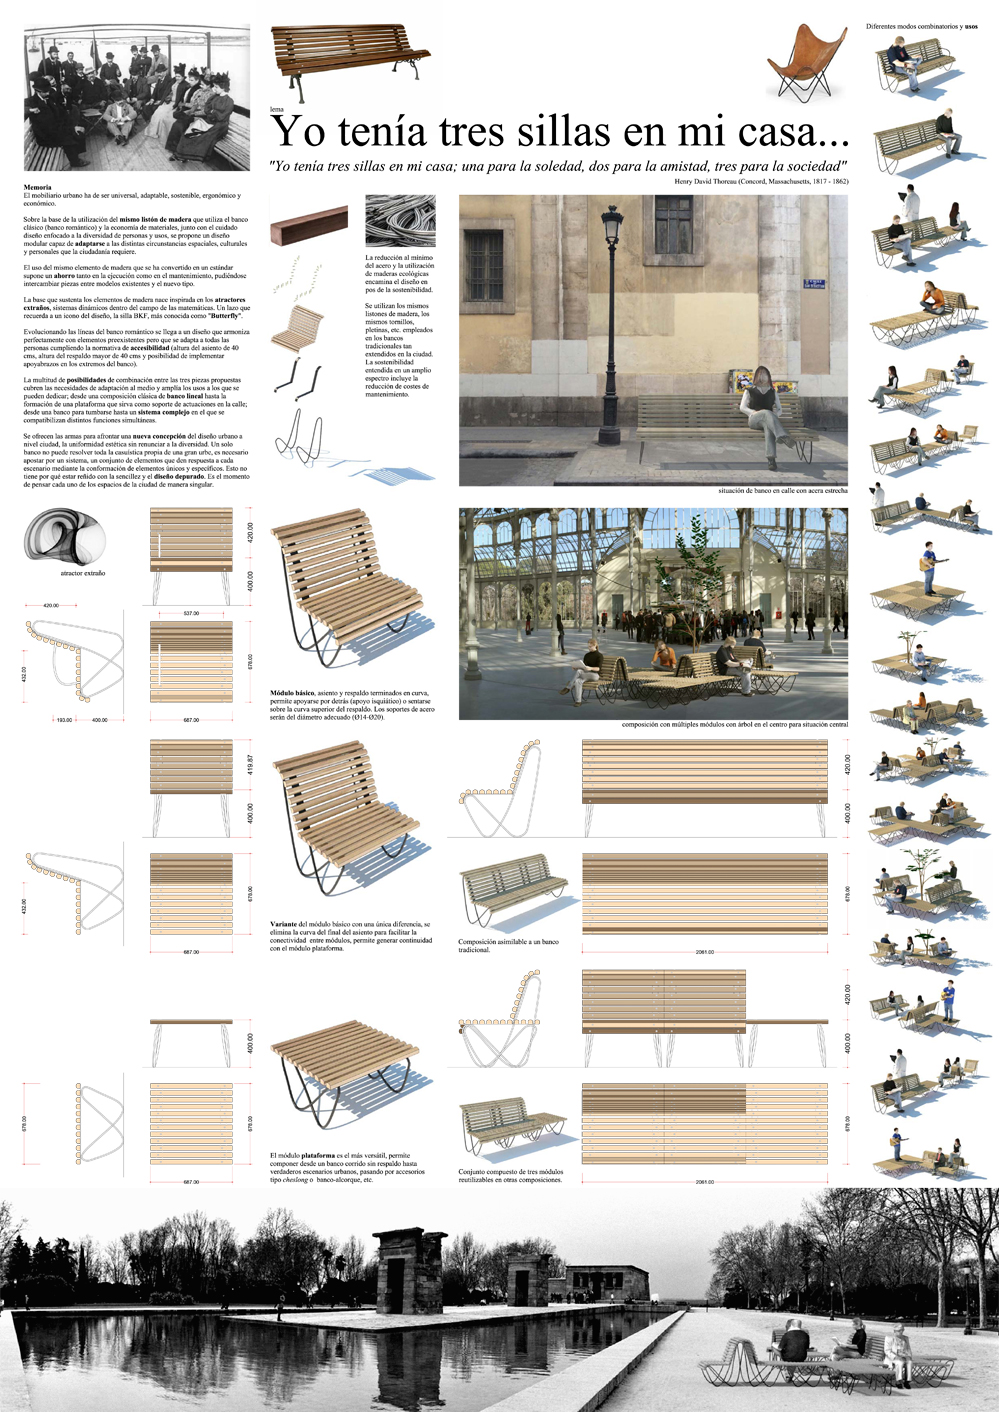 Diferentes modos combinatorios y usos
lema
Yo tenía tres sillas en mi casa...
"Yo tenía tres sillas en mi casa; una para la soledad, dos para la amistad, tres para la sociedad"
Henry David Thoreau (Concord, Massachusetts, 1817 - 1862)
Memoria
El mobiliario urbano ha de ser universal, adaptable, sostenible, ergonómico y
económico.
Sobre la base de la utilización del mismo listón de madera que utiliza el banco
clásico (banco romántico) y la economía de materiales, junto con el cuidado
diseño enfocado a la diversidad de personas y usos, se propone un diseño
modular capaz de adaptarse a las distintas circunstancias espaciales, culturales
y personales que la ciudadanía requiere.
El uso del mismo elemento de madera que se ha convertido en un estándar
supone un ahorro tanto en la ejecución como en el mantenimiento, pudiéndose
intercambiar piezas entre modelos existentes y el nuevo tipo.
La base que sustenta los elementos de madera nace inspirada en los atractores
extraños, sistemas dinámicos dentro del campo de las matemáticas. Un lazo que
recuerda a un icono del diseño, la silla BKF, más conocida como "Butterfly".
Evolucionando las líneas del banco romántico se llega a un diseño que armoniza
perfectamente con elementos preexistentes pero que se adapta a todas las
personas cumpliendo la normativa de accesibilidad (altura del asiento de 40
cms, altura del respaldo mayor de 40 cms y posibilidad de implementar
apoyabrazos en los extremos del banco).
La multitud de posibilidades de combinación entre las tres piezas propuestas
cubren las necesidades de adaptación al medio y amplía los usos a los que se
pueden dedicar; desde una composición clásica de banco lineal hasta la
formación de una plataforma que sirva como soporte de actuaciones en la calle;
desde una banco para tumbarse hasta un sistema complejo en el que se
compatibilizan distintos funciones simultáneas.
Se ofrecen las armas para afrontar una nueva concepción del diseño urbano a
nivel ciudad, la uniformidad estética sin renunciar a la diversidad. Un solo
banco no puede resolver toda la casuística propia de una gran urbe, es necesario
apostar por un sistema, un conjunto de elementos que den respuesta a cada
escenario mediante la conformación de elementos únicos y específicos. Esto no
tiene por qué estar reñido con la sencillez y el diseño depurado. Es el momento
de pensar cada uno de los espacios de la ciudad de manera singular.
La reducción al mínimo
del acero y la utilización
de maderas ecológicas
encamina el diseño en
pos de la sostenibilidad.
Se utilizan los mismos
listones de madera, los
mismos tornillos,
pletinas, etc. empleados
en los bancos
tradicionales tan
extendidos en la ciudad.
La sostenibilidad
entendida en un amplio
espectro incluye la
reducción de costes de
mantenimiento.
situación de banco en calle con acera estrecha
atractor extraño
420.00
400.00
537.00
420.00
432.00
193.00
400.00
678.00
687.00
Módulo básico, asiento y respaldo terminados en curva,
permite apoyarse por detrás (apoyo isquiático) o sentarse
sobre la curva superior del respaldo. Los soportes de acero
serán del diámetro adecuado (Ø14-Ø20).
composición con múltiples módulos con árbol en el centro para situación central
419.87
400.00
432.00
678.00
687.00
Variante del módulo básico con una única diferencia, se
elimina la curva del final del asiento para facilitar la
conectividad entre módulos, permite generar continuidad
con el módulo plataforma.
420.00
400.00
678.00
2061.00
Composición asimilable a un banco
tradicional.
400.00
678.00
678.00
687.00
El módulo plataforma es el más versátil, permite
componer desde un banco corrido sin respaldo hasta
verdaderos escenarios urbanos, pasando por accesorios
tipo cheslong o banco-alcorque, etc.
420.00
400.00
678.00
2061.00
Conjunto compuesto de tres módulos
reutilizables en otras composiciones.